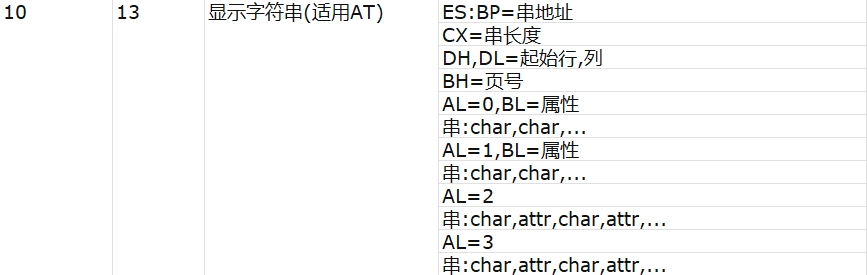 10 13 显示字符串(适用AT) ES:BP=串地址
CX=串长度
DH,DL=起始行,列
BH=页号
AL=0,BL=属性
串:char,char,...
AL=1,BL=属性
串:char,char,...
AL=2
串:char,attr,char,attr,...
AL=3
串:char,attr,char,attr,...